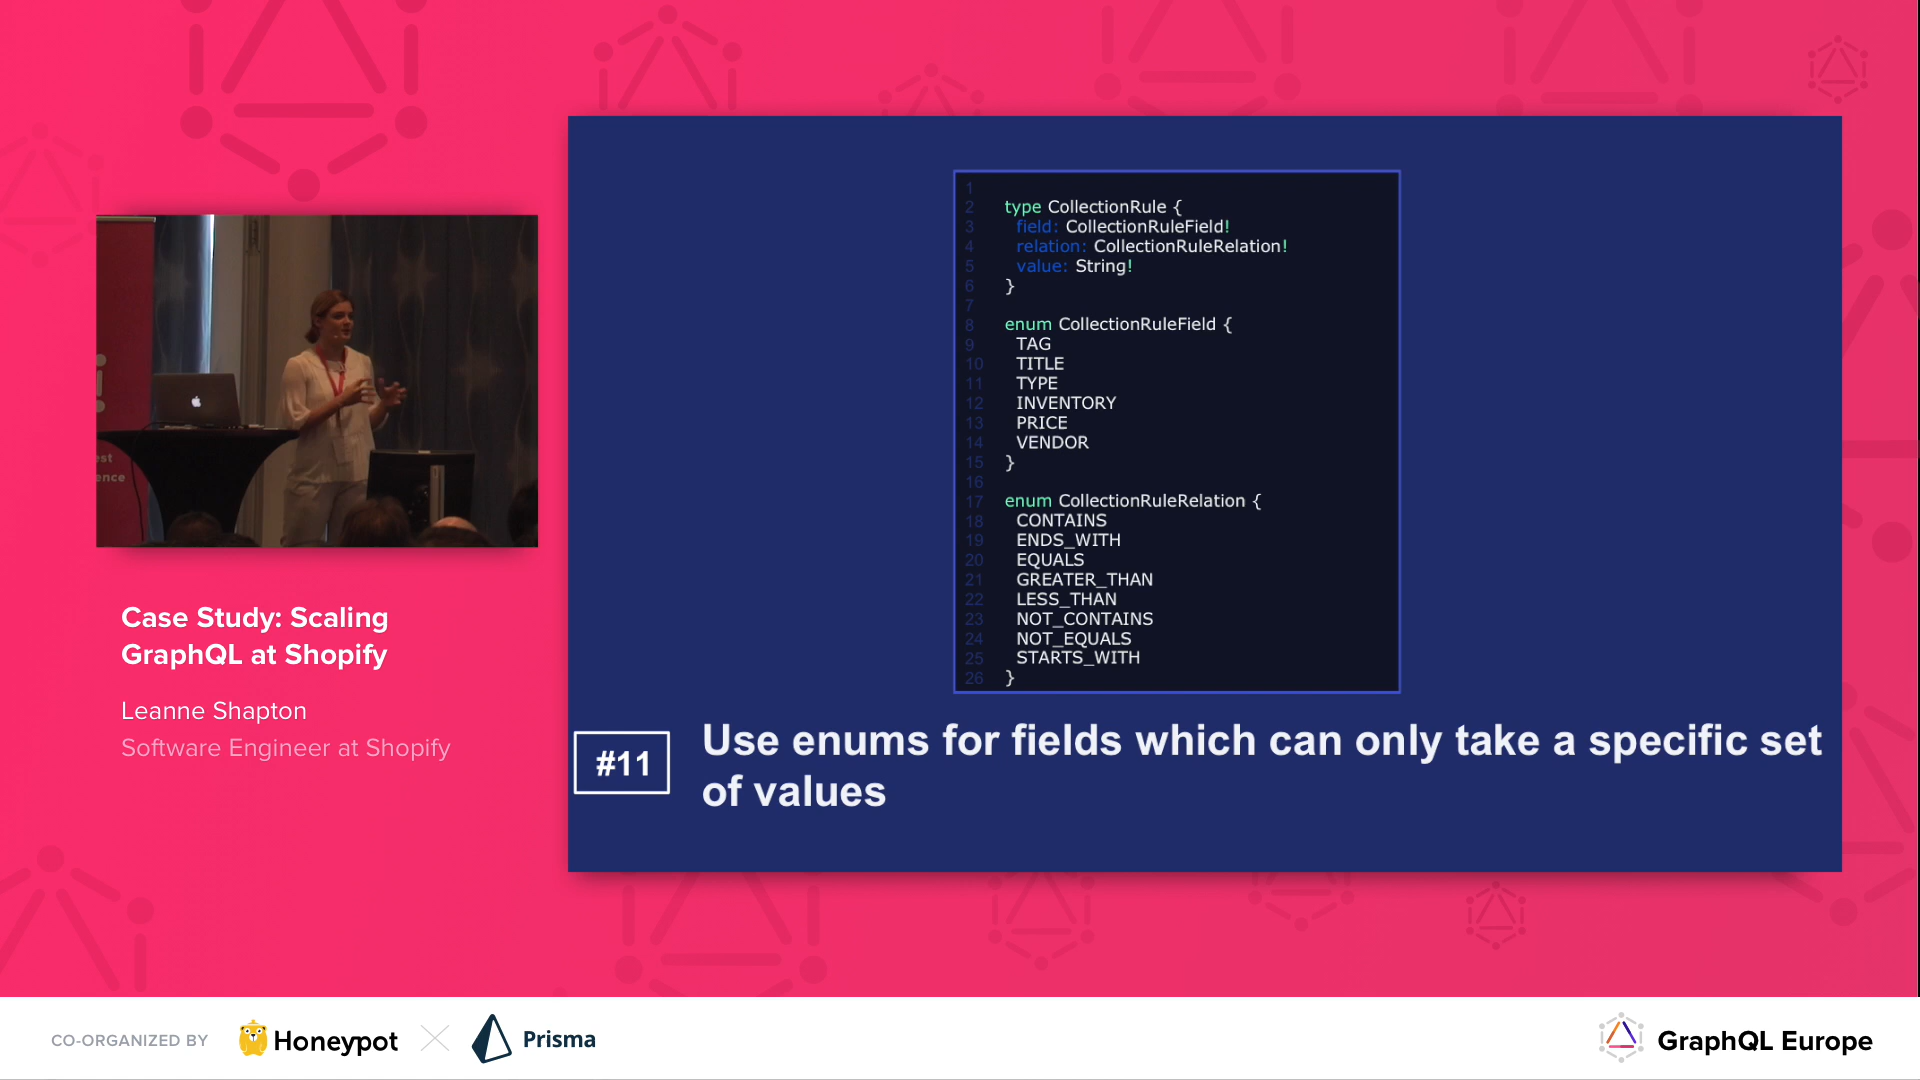 est
ence
Case Study: Scaling
GraphQL at Shopify
Leanne Shapton
Software Engineer at Shopify
1
2 type CollectionRule {
3 field: CollectionRuleField!
4 relation: CollectionRuleRelation!
5 value: String!
6 }
7
8 enum CollectionRuleField {
9 TAG
10 TITLE
11 TYPE
12 INVENTORY
13 PRICE
14 VENDOR
15 }
16
17 enum CollectionRuleRelation {
18 CONTAINS
19 ENDS_WITH
20 EQUALS
21 GREATER_THAN
22 LESS_THAN
23 NOT_CONTAINS
24 NOT_EQUALS
25 STARTS_WITH
26 }
#11
Use enums for fields which can only take a specific set
of values
CO-ORGANIZED BY Honeypot Prisma GraphQL Europe